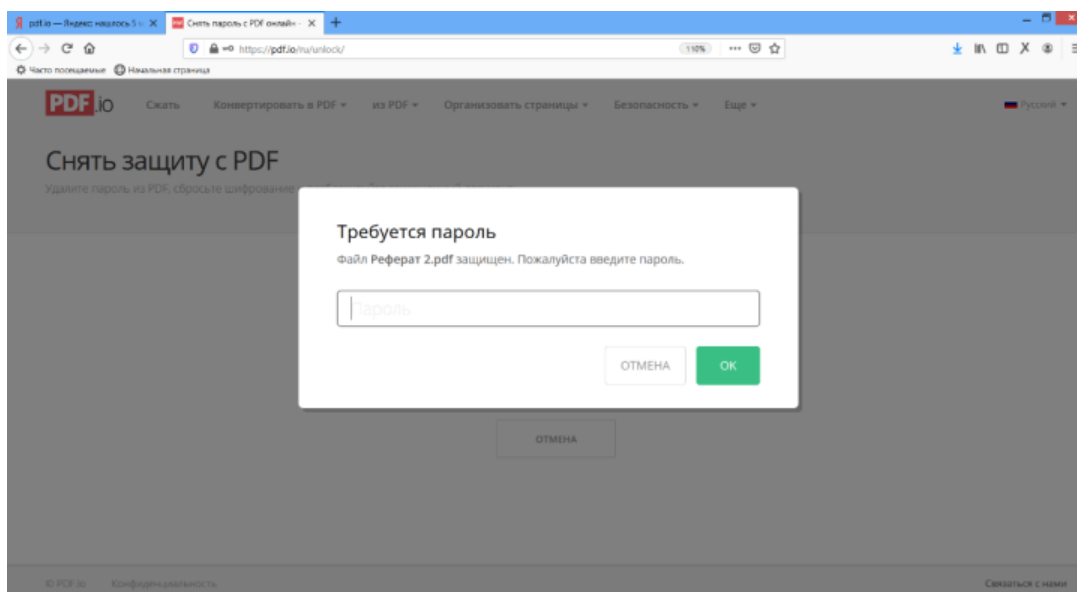 pdf.io — Яндекс: нашлось 5
Снять пароль с PDF онлайн -
https://pdf.io/ru/unlock/
110%
Часто посещаемые Начальная страница
PDF.iO Сжать Конвертировать в PDF из PDF Организовать страницы Безопасность Еще Русский
Снять защиту с PDF
Удалите пароль из PDF, сбросьте шифрование
Требуется пароль
Файл Реферат 2.pdf защищен. Пожалуйста введите пароль.
Пароль
ОТМЕНА OK
ОТМЕНА
© PDF.io Конфиденциальность Связаться с нами